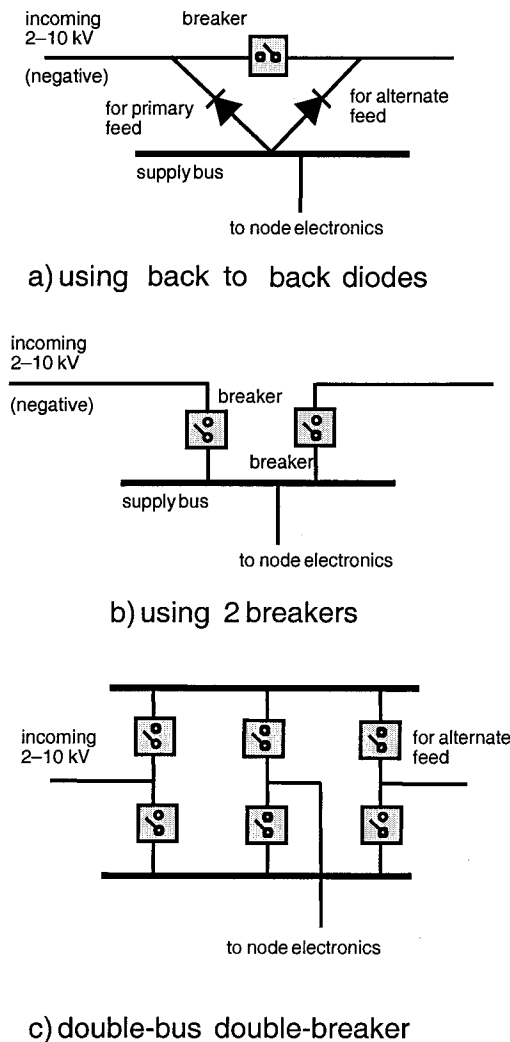 breaker
incoming
2–10 kV
(negative)
for primary
feed
for alternate
feed
supply bus
to node electronics
a) using back to back diodes
incoming
2–10 kV
(negative)
breaker
breaker
supply bus
to node electronics
b) using 2 breakers
incoming
2–10 kV
for alternate
feed
to node electronics
c) double-bus double-breaker